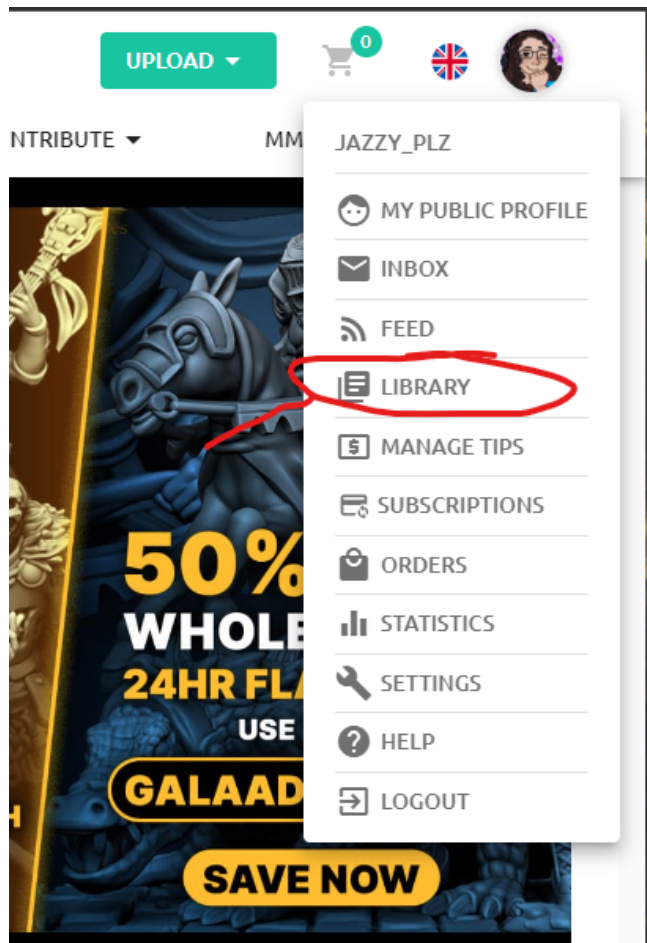 UPLOAD
0
NTRIBUTE
MM
JAZZY_PLZ
MY PUBLIC PROFILE
INBOX
FEED
LIBRARY
MANAGE TIPS
SUBSCRIPTIONS
ORDERS
STATISTICS
SETTINGS
HELP
LOGOUT
50%
WHOLE
24HR FLA
USE
GALAAD
SAVE NOW
H